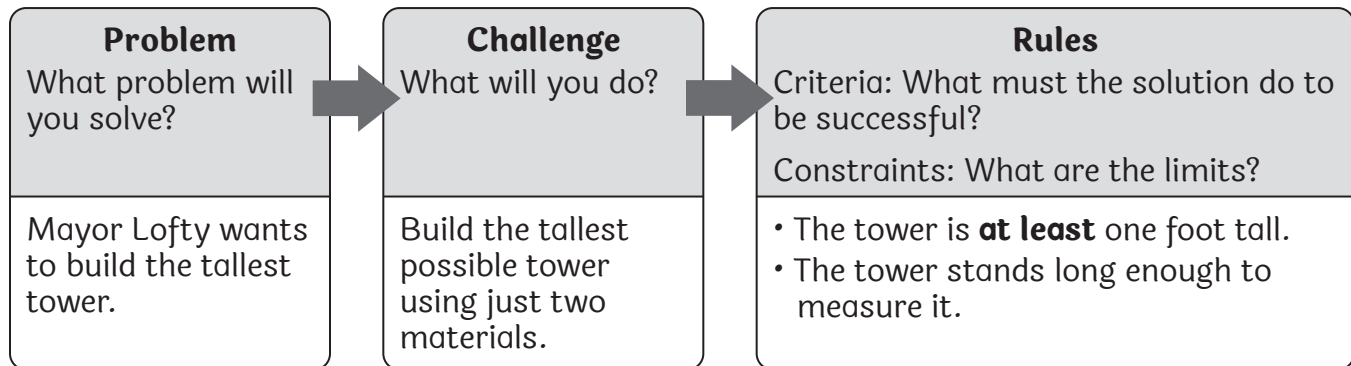 Problem
What problem will
you solve?
Mayor Lofty wants
to build the tallest
tower.
Challenge
What will you do?
Build the tallest
possible tower
using just two
materials.
Rules
Criteria: What must the solution do to
be successful?
Constraints: What are the limits?
• The tower is at least one foot tall.
• The tower stands long enough to
measure it.